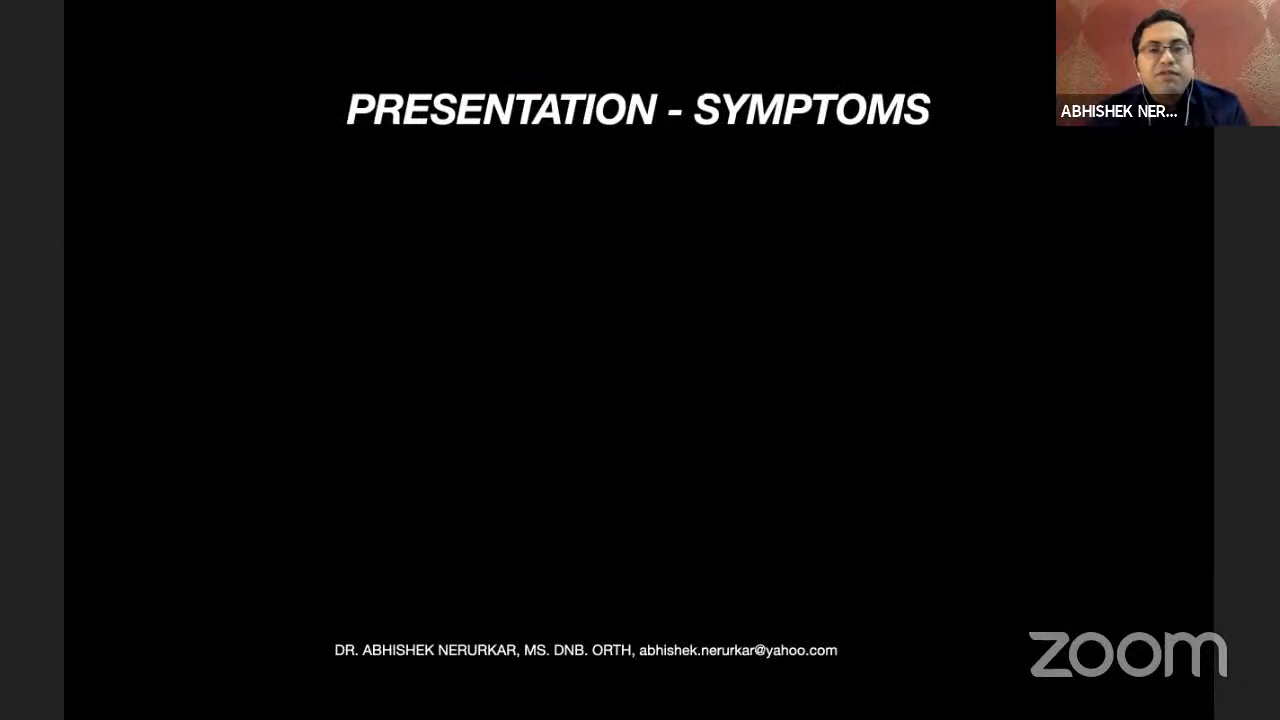 PRESENTATION - SYMPTOMS
ABHISHEK NER...
DR. ABHISHEK NERURKAR, MS. DNB. ORTH, abhishek.nerurkar@yahoo.com
zoom